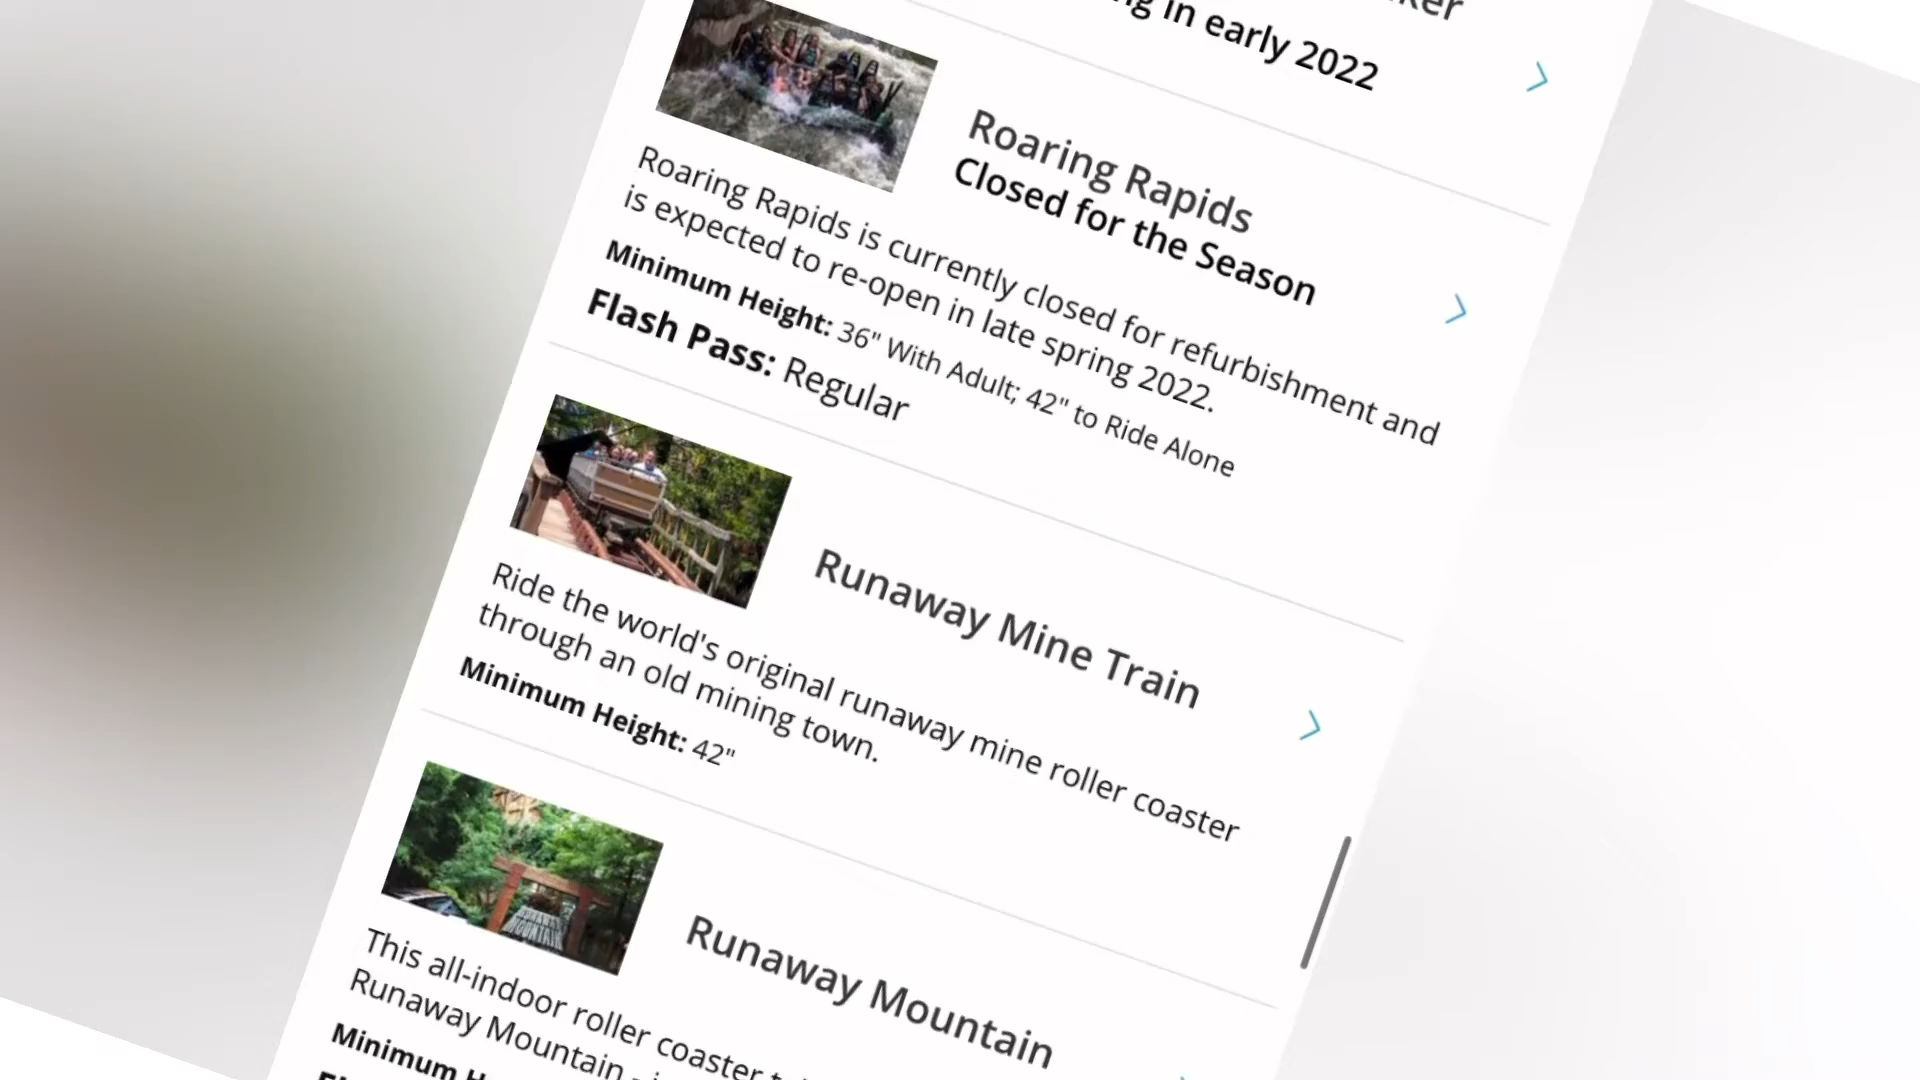 ng in early 2022
Roaring Rapids
Closed for the Season
Roaring Rapids is currently closed for refurbishment and
is expected to re-open in late spring 2022.
Minimum Height: 36" With Adult; 42" to Ride Alone
Flash Pass: Regular
Runaway Mine Train
Ride the world's original runaway mine roller coaster
through an old mining town.
Minimum Height: 42"
Runaway Mountain
This all-indoor roller coaster
Runaway Mountain
Minimum